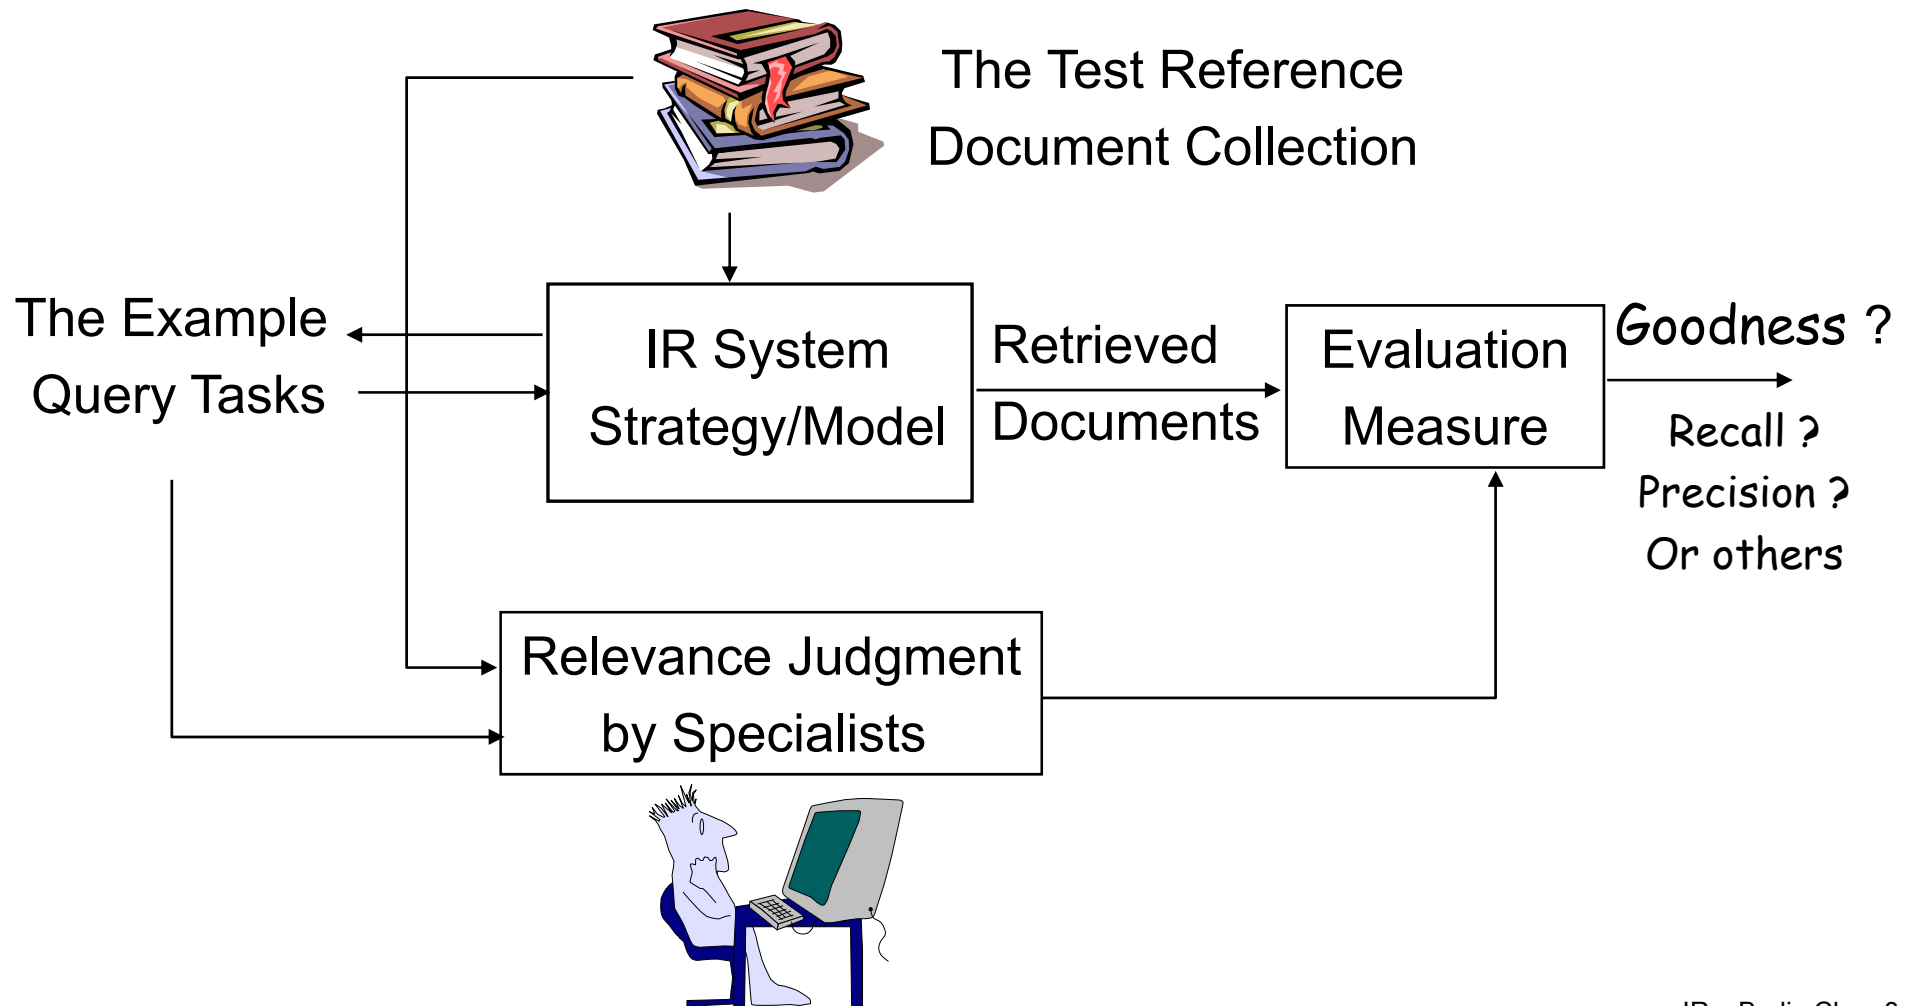 The Test Reference
Document Collection
The Example
Query Tasks
IR System
Strategy/Model
Retrieved
Documents
Evaluation
Measure
Goodness ?
Recall ?
Precision ?
Or others
Relevance Judgment
by Specialists